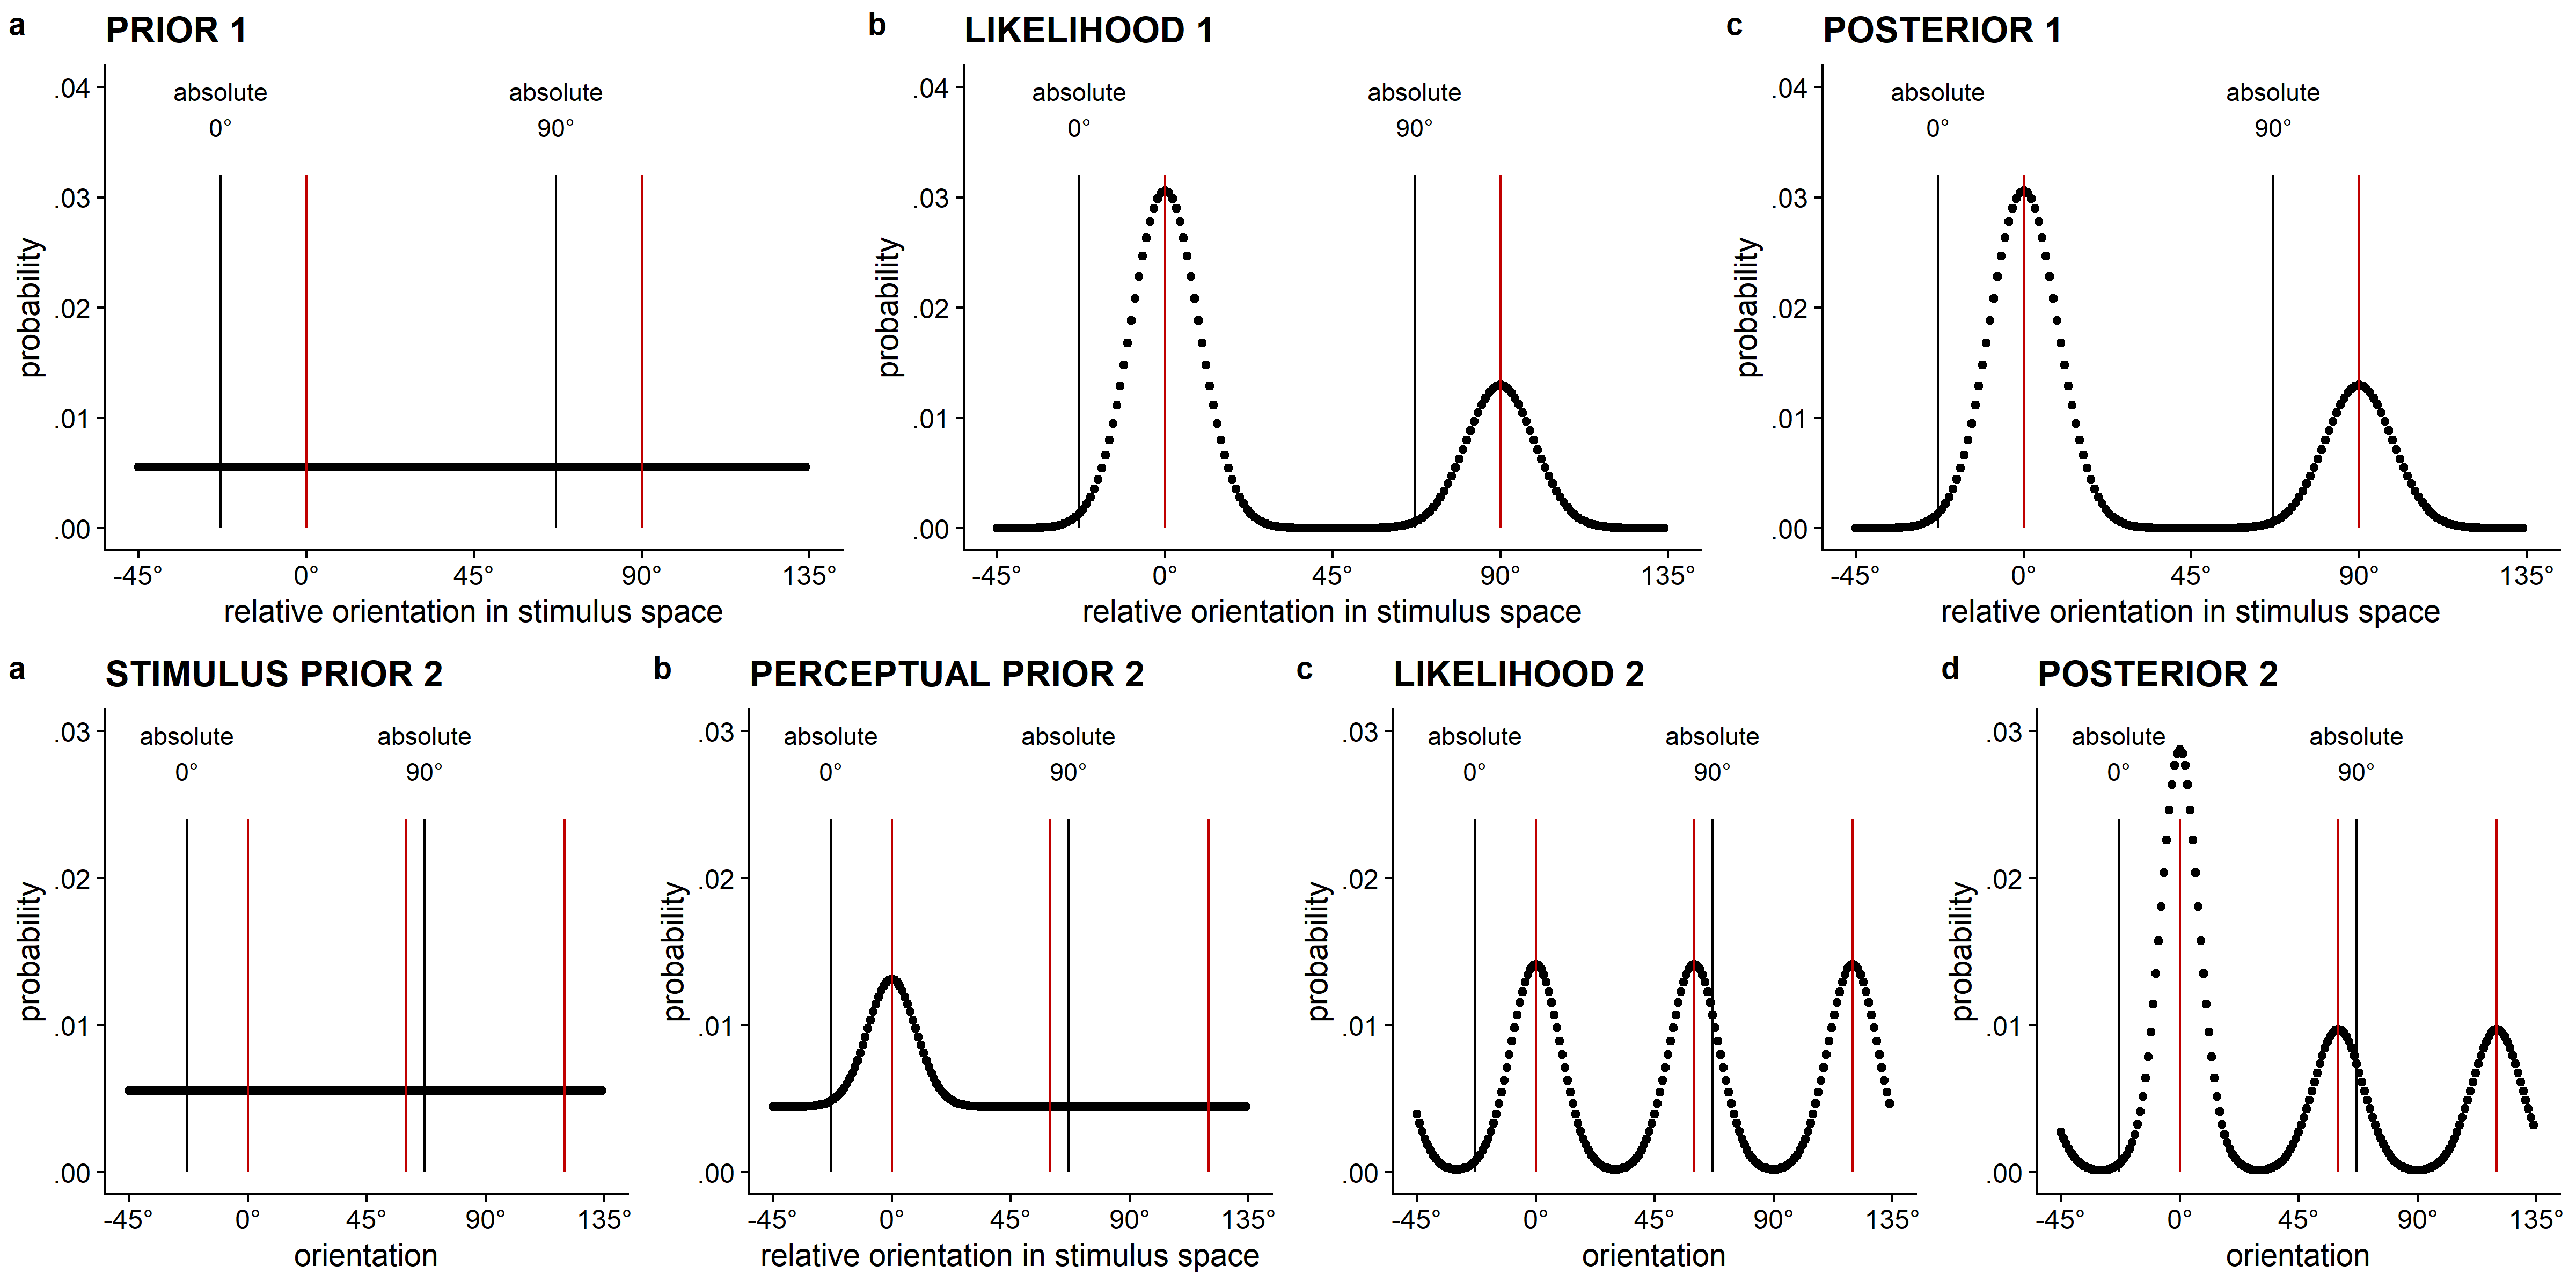 a PRIOR 1
absolute absolute
0° 90°
.04
.03
.02
.01
.00
probability
-45° 0° 45° 90° 135°
relative orientation in stimulus space
b LIKELIHOOD 1
absolute absolute
0° 90°
.04
.03
.02
.01
.00
probability
-45° 0° 45° 90° 135°
relative orientation in stimulus space
c POSTERIOR 1
absolute absolute
0° 90°
.04
.03
.02
.01
.00
probability
-45° 0° 45° 90° 135°
relative orientation in stimulus space
a STIMULUS PRIOR 2
absolute absolute
0° 90°
.03
.02
.01
.00
probability
-45° 0° 45° 90° 135°
orientation
b PERCEPTUAL PRIOR 2
absolute absolute
0° 90°
.03
.02
.01
.00
probability
-45° 0° 45° 90° 135°
relative orientation in stimulus space
c LIKELIHOOD 2
absolute absolute
0° 90°
.03
.02
.01
.00
probability
-45° 0° 45° 90° 135°
orientation
d POSTERIOR 2
absolute absolute
0° 90°
.03
.02
.01
.00
probability
-45° 0° 45° 90° 135°
orientation